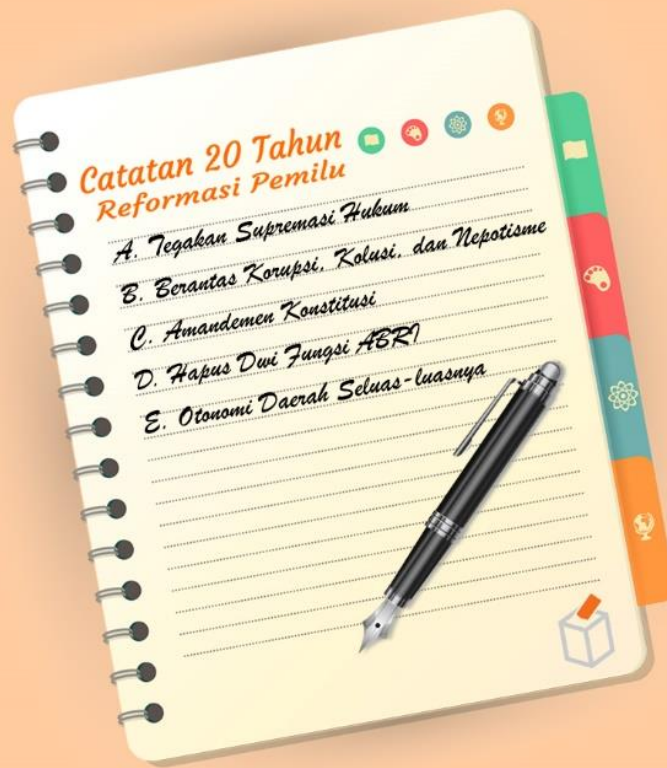 Catatan 20 Tahun
Reformasi Pemilu
A. Tegakan Supremasi Hukum
B. Berantas Korupsi, Kolusi, dan Nepotisme
C. Amandemen Konstitusi
D. Hapus Dwi Fungsi ABRI
E. Otonomi Daerah Seluas-luasnya